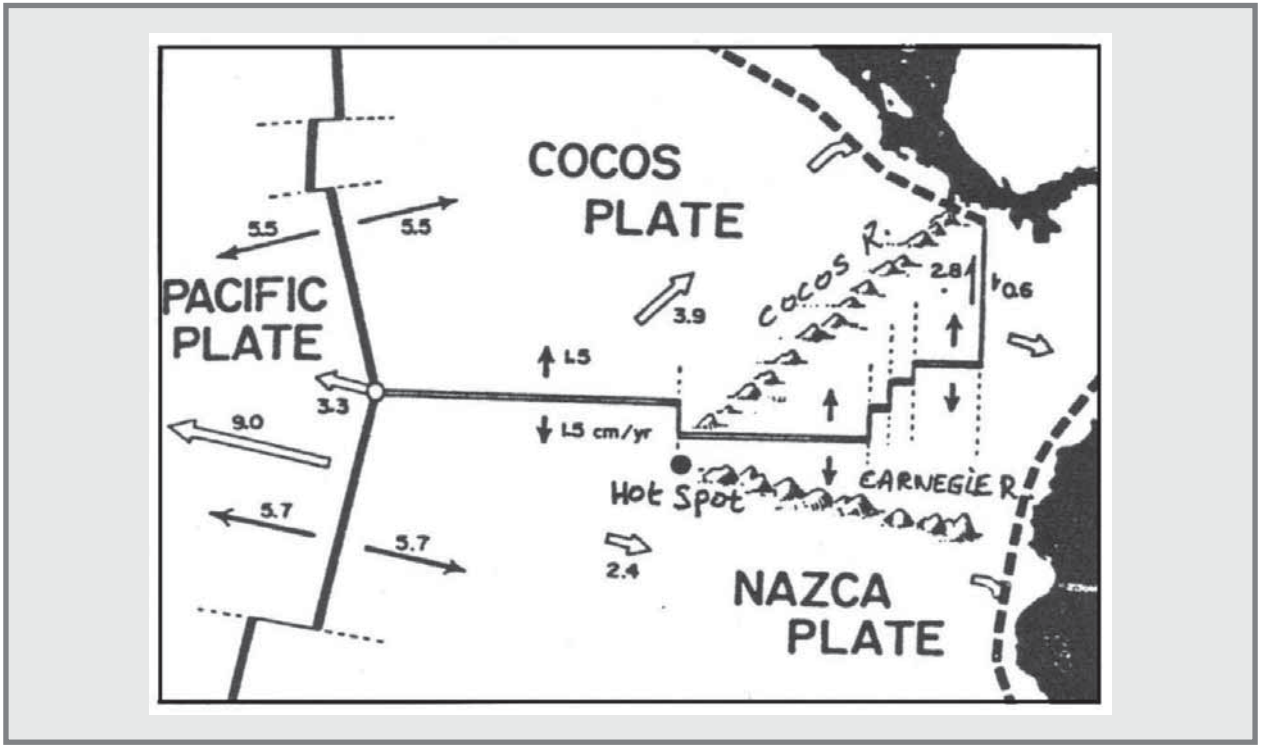 COCOS
PLATE
COCOS R.
5.5
5.5
2.8
0.6
PACIFIC
PLATE
3.9
1.5
3.3
9.0
1.5 cm/yr
Hot Spot
CARNEGIE R
5.7
5.7
2.4
NAZCA
PLATE